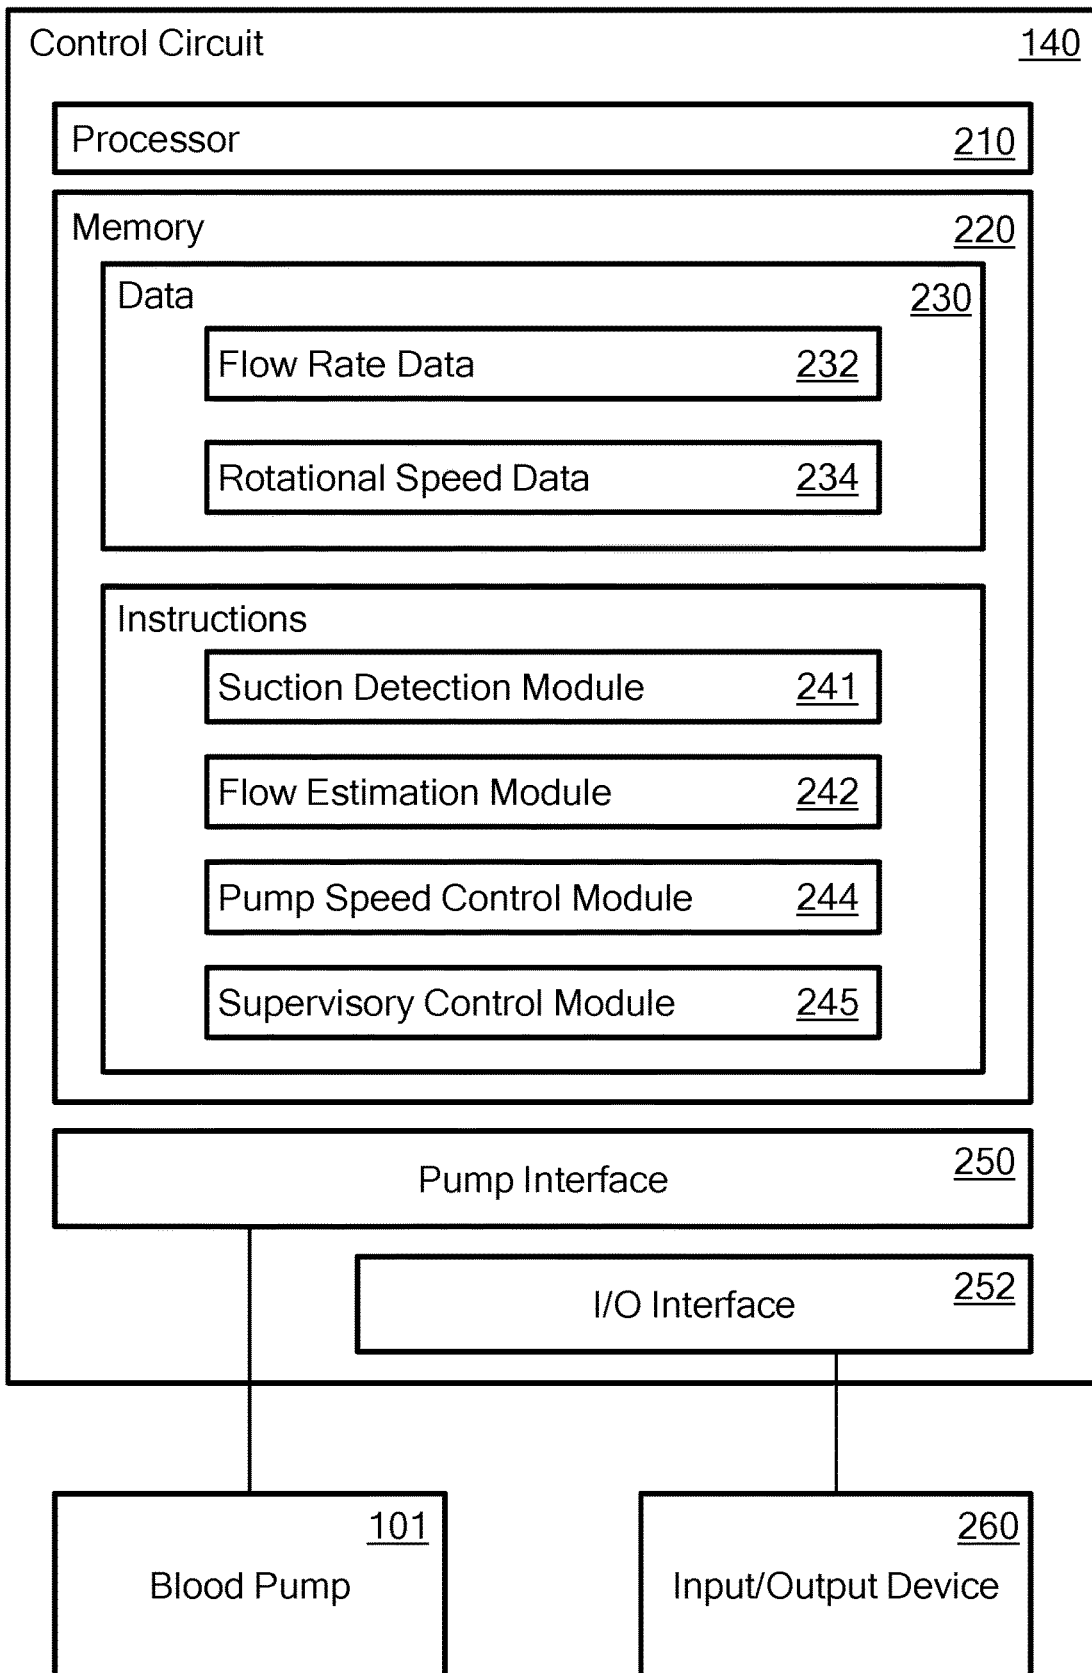 Control Circuit 140
Processor 210
Memory 220
Data 230
Flow Rate Data 232
Rotational Speed Data 234
Instructions
Suction Detection Module 241
Flow Estimation Module 242
Pump Speed Control Module 244
Supervisory Control Module 245
Pump Interface 250
I/O Interface 252
101
Blood Pump
260
Input/Output Device